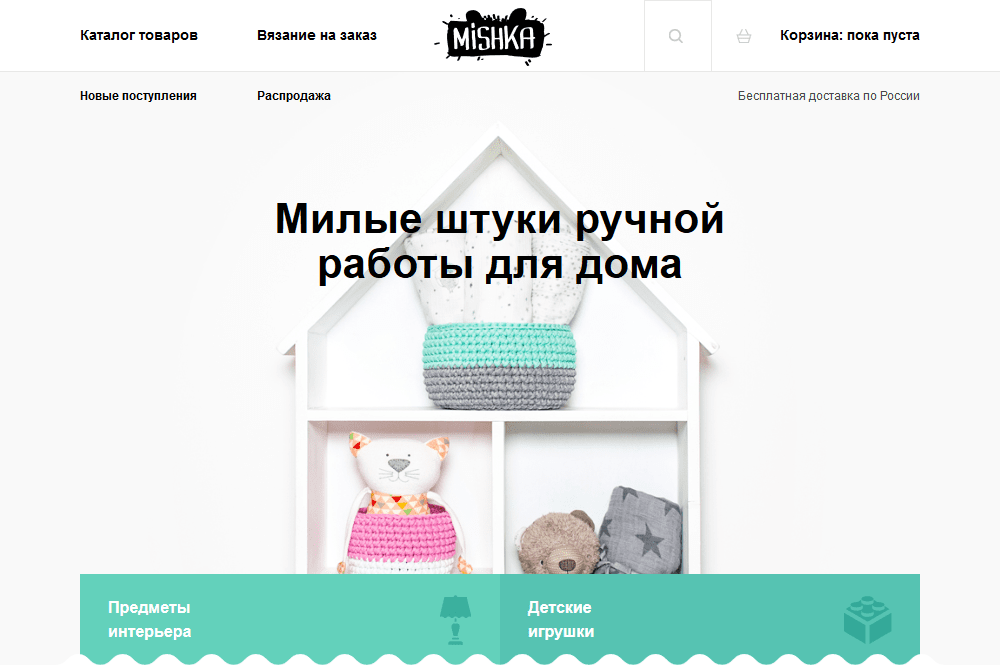 Каталог товаров
Вязание на заказ
MiSHKA
Корзина: пока пуста
Новые поступления
Распродажа
Бесплатная доставка по России
Милые штуки ручной
работы для дома
Предметы
интерьера
Детские
игрушки